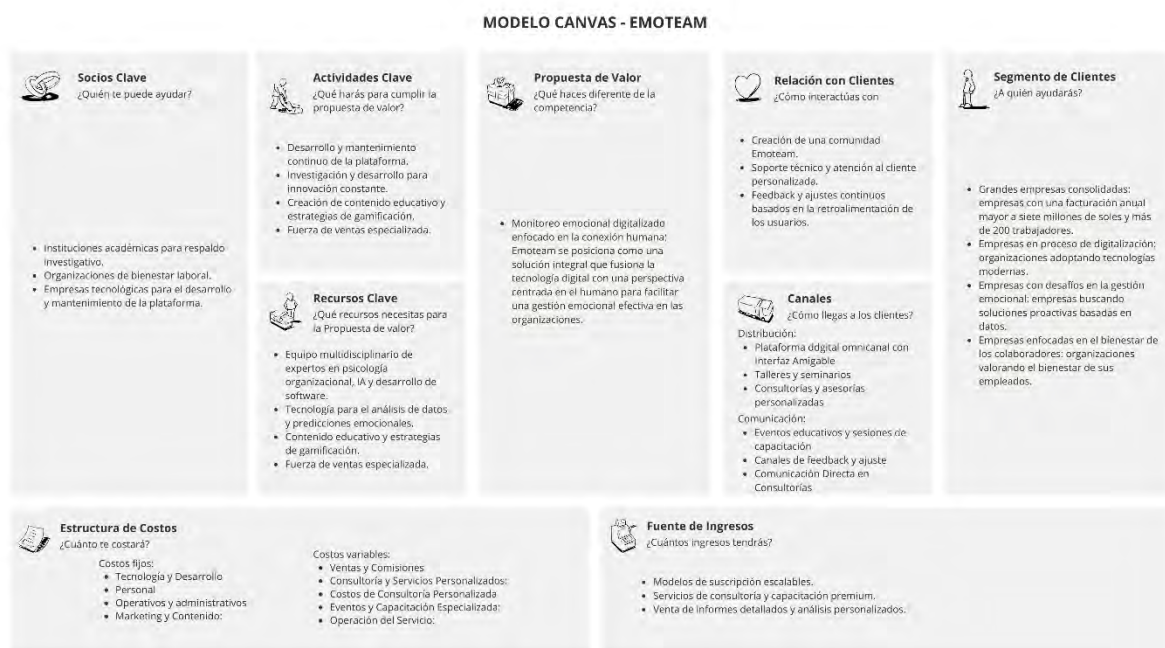 MODELO CANVAS - EMOTEAM
Socios Clave
¿Quién te puede ayudar?
• Instituciones académicas para respaldo
investigativo.
• Organizaciones de bienestar laboral.
• Empresas tecnológicas para el desarrollo
y mantenimiento de la plataforma.
Actividades Clave
¿Qué harás para cumplir la
propuesta de valor?
• Desarrollo y mantenimiento
continuo de la plataforma.
• Investigación y desarrollo para
innovación constante.
• Creación de contenido educativo y
estrategias de gamificación.
• Fuerza de ventas especializada.
Recursos Clave
¿Qué recursos necesitas para
la Propuesta de valor?
• Equipo multidisciplinario de
expertos en psicología
organizacional, IA y desarrollo de
software.
• Tecnología para el análisis de datos
y predicciones emocionales.
• Contenido educativo y estrategias
de gamificación.
• Fuerza de ventas especializada.
Propuesta de Valor
¿Qué haces diferente de la
competencia?
• Monitoreo emocional digitalizado
enfocado en la conexión humana:
Emoteam se posiciona como una
solución integral que fusiona la
tecnología digital con una perspectiva
centrada en el humano para facilitar
una gestión emocional efectiva en las
organizaciones.
Relación con Clientes
¿Cómo interactúas con
• Creación de una comunidad
Emoteam.
• Soporte técnico y atención al cliente
personalizada.
• Feedback y ajustes continuos
basados en la retroalimentación de
los usuarios.
Canales
¿Cómo llegas a los clientes?
Distribución:
• Plataforma ddgital omnicanal con
Interfaz Amigable
• Talleres y seminarios
• Consultorías y asesorías
personalizadas
Comunicación:
• Eventos educativos y sesiones de
capacitación
• Canales de feedback y ajuste
• Comunicación Directa en
Consultorías
Segmento de Clientes
¿A quién ayudarás?
• Grandes empresas consolidadas:
empresas con una facturación anual
mayor a siete millones de soles y más
de 200 trabajadores.
• Empresas en proceso de digitalización:
organizaciones adoptando tecnologías
modernas.
• Empresas con desafíos en la gestión
emocional: empresas buscando
soluciones proactivas basadas en
datos.
• Empresas enfocadas en el bienestar de
los colaboradores: organizaciones
valorando el bienestar de sus
empleados.
Estructura de Costos
¿Cuánto te costará?
Costos fijos:
• Tecnología y Desarrollo
• Personal
• Operativos y administrativos
• Marketing y Contenido:
Costos variables:
• Ventas y Comisiones
• Consultoría y Servicios Personalizados:
• Costos de Consultoría Personalizada
• Eventos y Capacitación Especializada:
• Operación del Servicio:
Fuente de Ingresos
¿Cuántos ingresos tendrás?
• Modelos de suscripción escalables.
• Servicios de consultoría y capacitación premium.
• Venta de informes detallados y análisis personalizados.